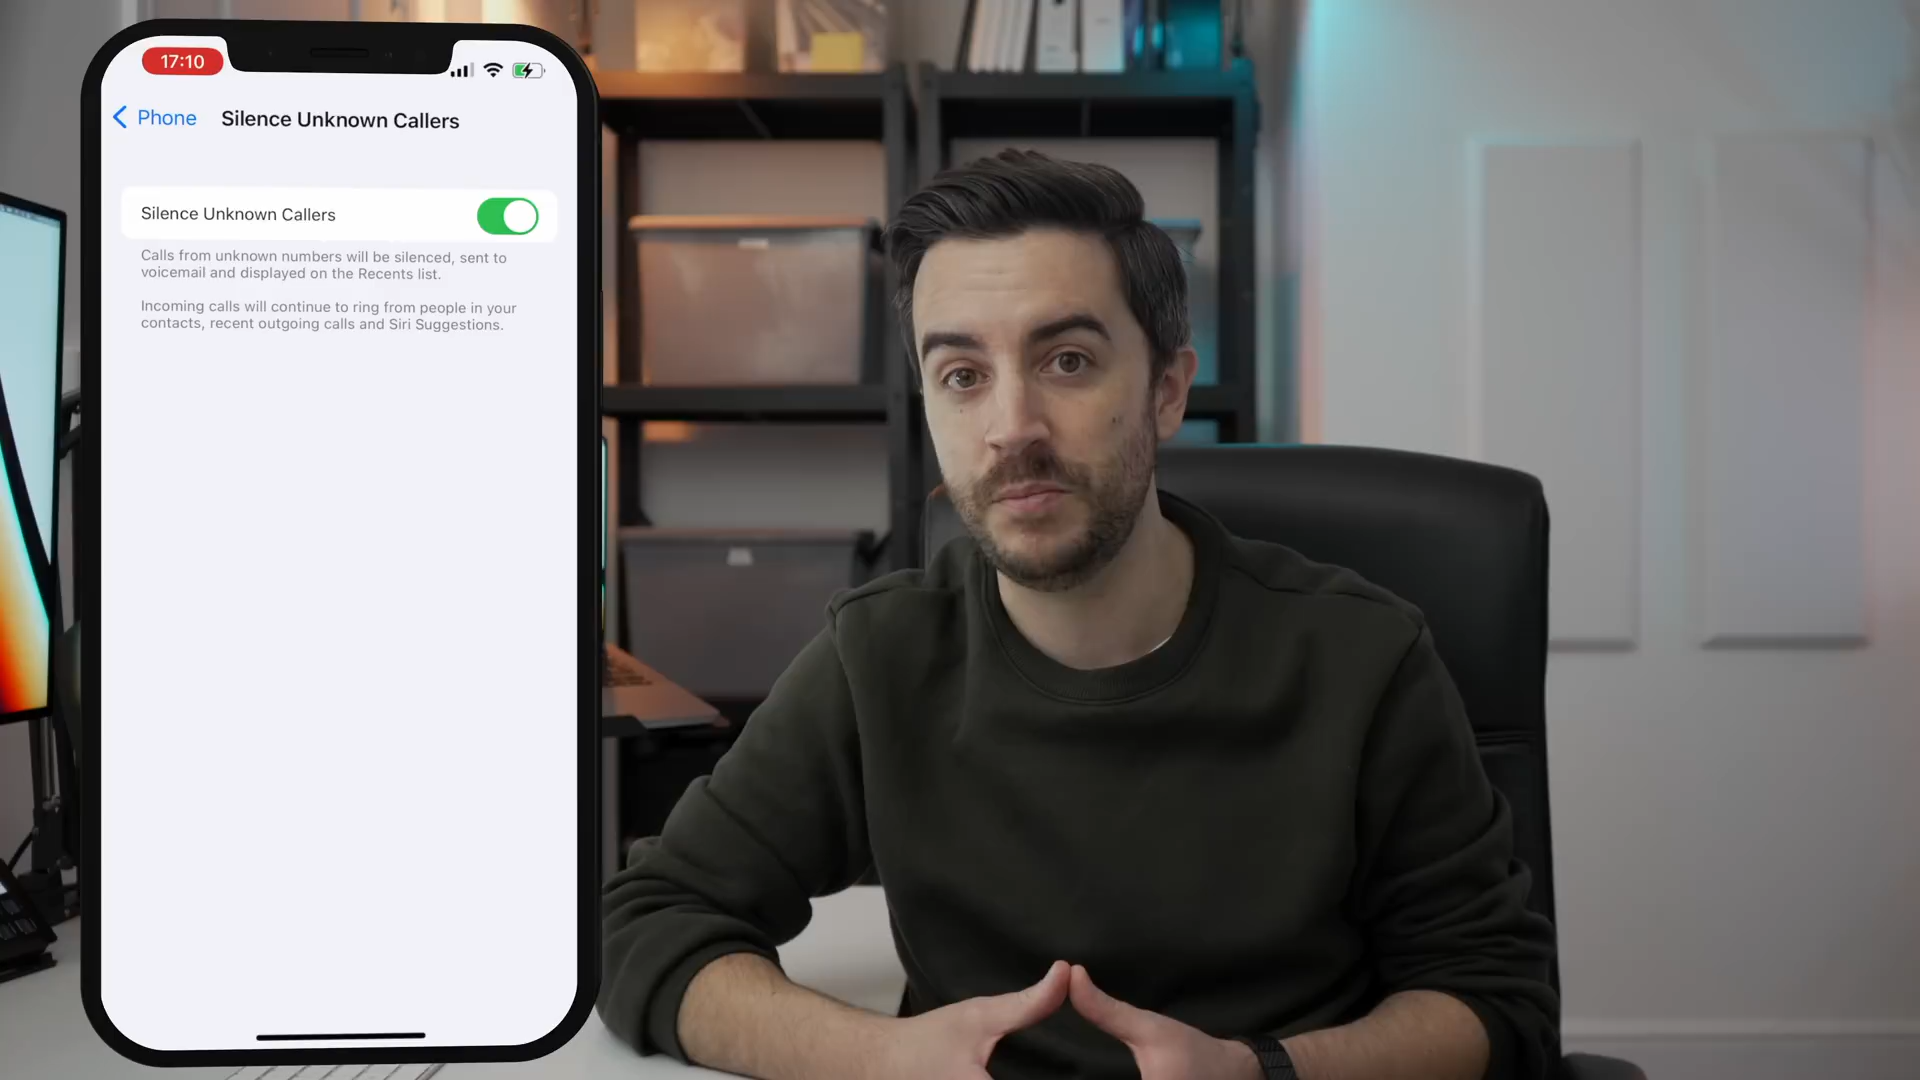 17:10
Phone
Silence Unknown Callers
Silence Unknown Callers
Calls from unknown numbers will be silenced, sent to
voicemail and displayed on the Recents list.
Incoming calls will continue to ring from people in your
contacts, recent outgoing calls and Siri Suggestions.